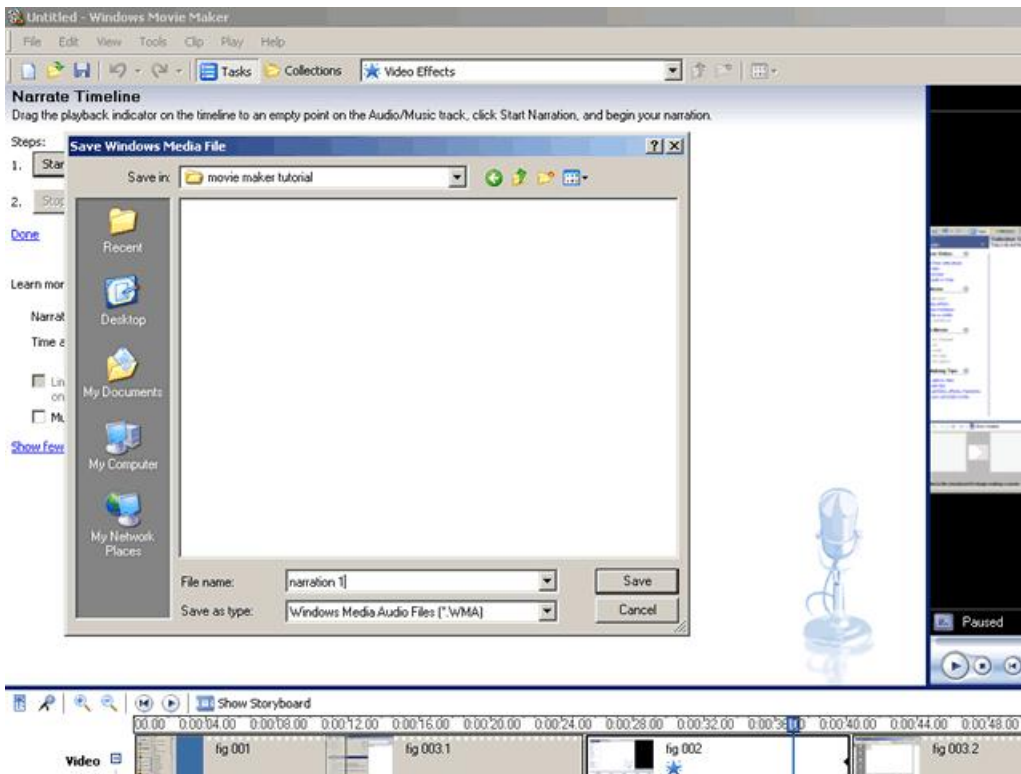 Untitled - Windows Movie Maker
File Edit View Tools Clip Play Help
Tasks Collections Video Effects
Narrate Timeline
Drag the playback indicator on the timeline to an empty point on the Audio/Music track, click Start Narration, and begin your narration.
Steps:
1. Star
2. Stop
Done
Learn mor
Narrat
Time a
Lin
on
Mu
Show few
Save Windows Media File
Save in: movie maker tutorial
Recent
Desktop
My Documents
My Computer
My Network
Places
File name: narration 1
Save as type: Windows Media Audio Files (*.WMA)
Save
Cancel
Paused
Show Storyboard
00.00 0:00:04.00 0:00:08.00 0:00:12.00 0:00:16.00 0:00:20.00 0:00:24.00 0:00:28.00 0:00:32.00 0:00:40.00 0:00:44.00 0:00:48.00
Video fig 001 fig 003.1 fig 002 fig 003.2